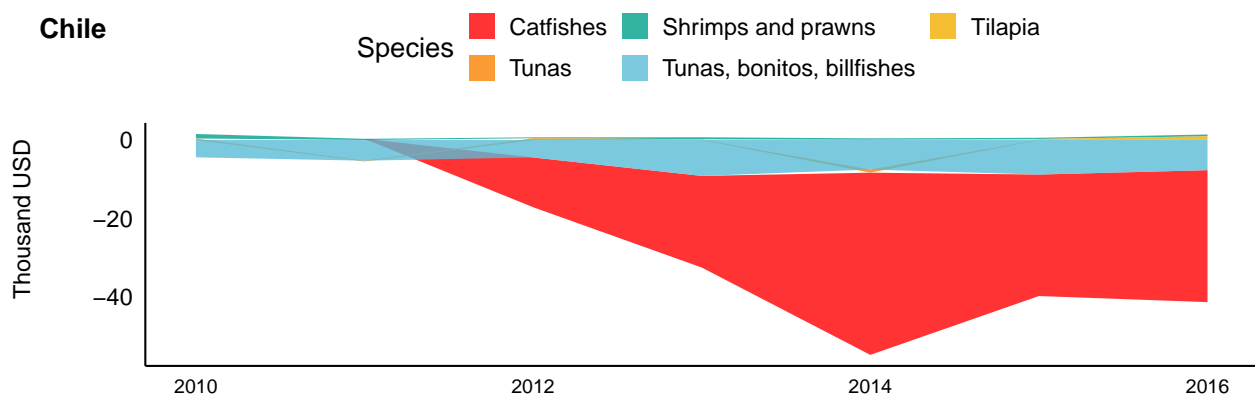 Chile
Species
Catfishes
Shrimps and prawns
Tilapia
Tunas
Tunas, bonitos, billfishes
Thousand USD
0
−20
−40
2010
2012
2014
2016